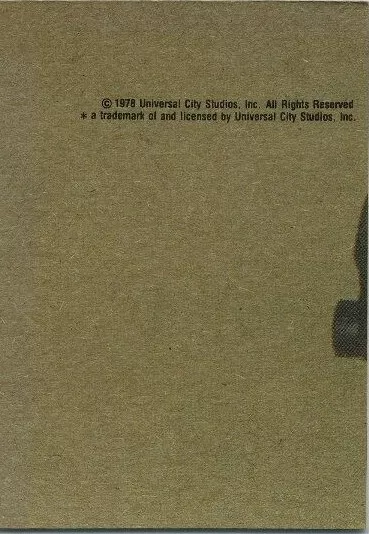 © 1978 Universal City Studios, Inc. All Rights Reserved
* a trademark of and licensed by Universal City Studios, Inc.